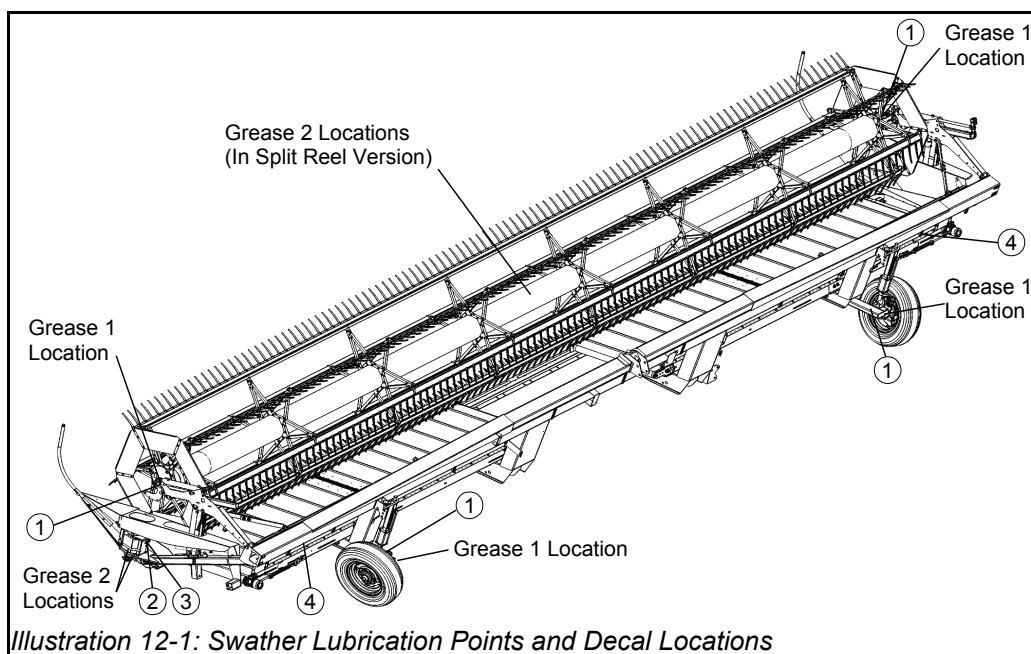 1
Grease 1
Location
Grease 2 Locations
(In Split Reel Version)
4
Grease 1
Location
Grease 1
Location
1
1
1
Grease 1 Location
Grease 2
Locations
2
3
4
Illustration 12-1: Swather Lubrication Points and Decal Locations